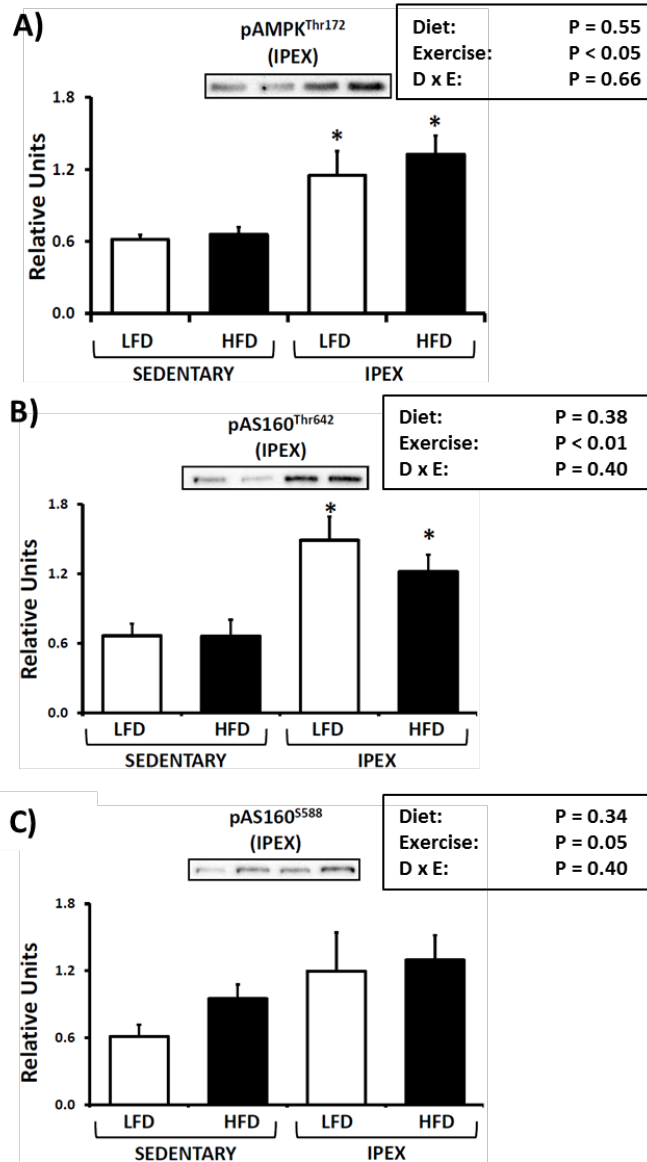 A)
pAMPKThr172
(IPEX)
Diet: P = 0.55
Exercise: P < 0.05
D x E: P = 0.66
Relative Units
1.8
1.2
0.6
0.0
* *
LFD HFD LFD HFD
SEDENTARY IPEX
B)
pAS160Thr642
(IPEX)
Diet: P = 0.38
Exercise: P < 0.01
D x E: P = 0.40
Relative Units
1.8
1.2
0.6
0.0
* *
LFD HFD LFD HFD
SEDENTARY IPEX
C)
pAS160S588
(IPEX)
Diet: P = 0.34
Exercise: P = 0.05
D x E: P = 0.40
Relative Units
1.8
1.2
0.6
0.0
LFD HFD LFD HFD
SEDENTARY IPEX